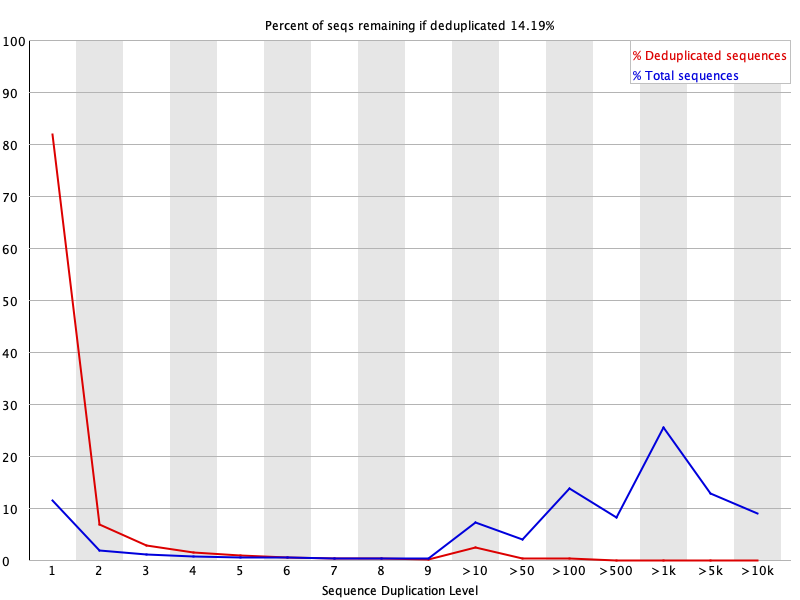 Percent of seqs remaining if deduplicated 14.19%
% Deduplicated sequences
% Total sequences
100
90
80
70
60
50
40
30
20
10
0
1 2 3 4 5 6 7 8 9 >10 >50 >100 >500 >1k >5k >10k
Sequence Duplication Level